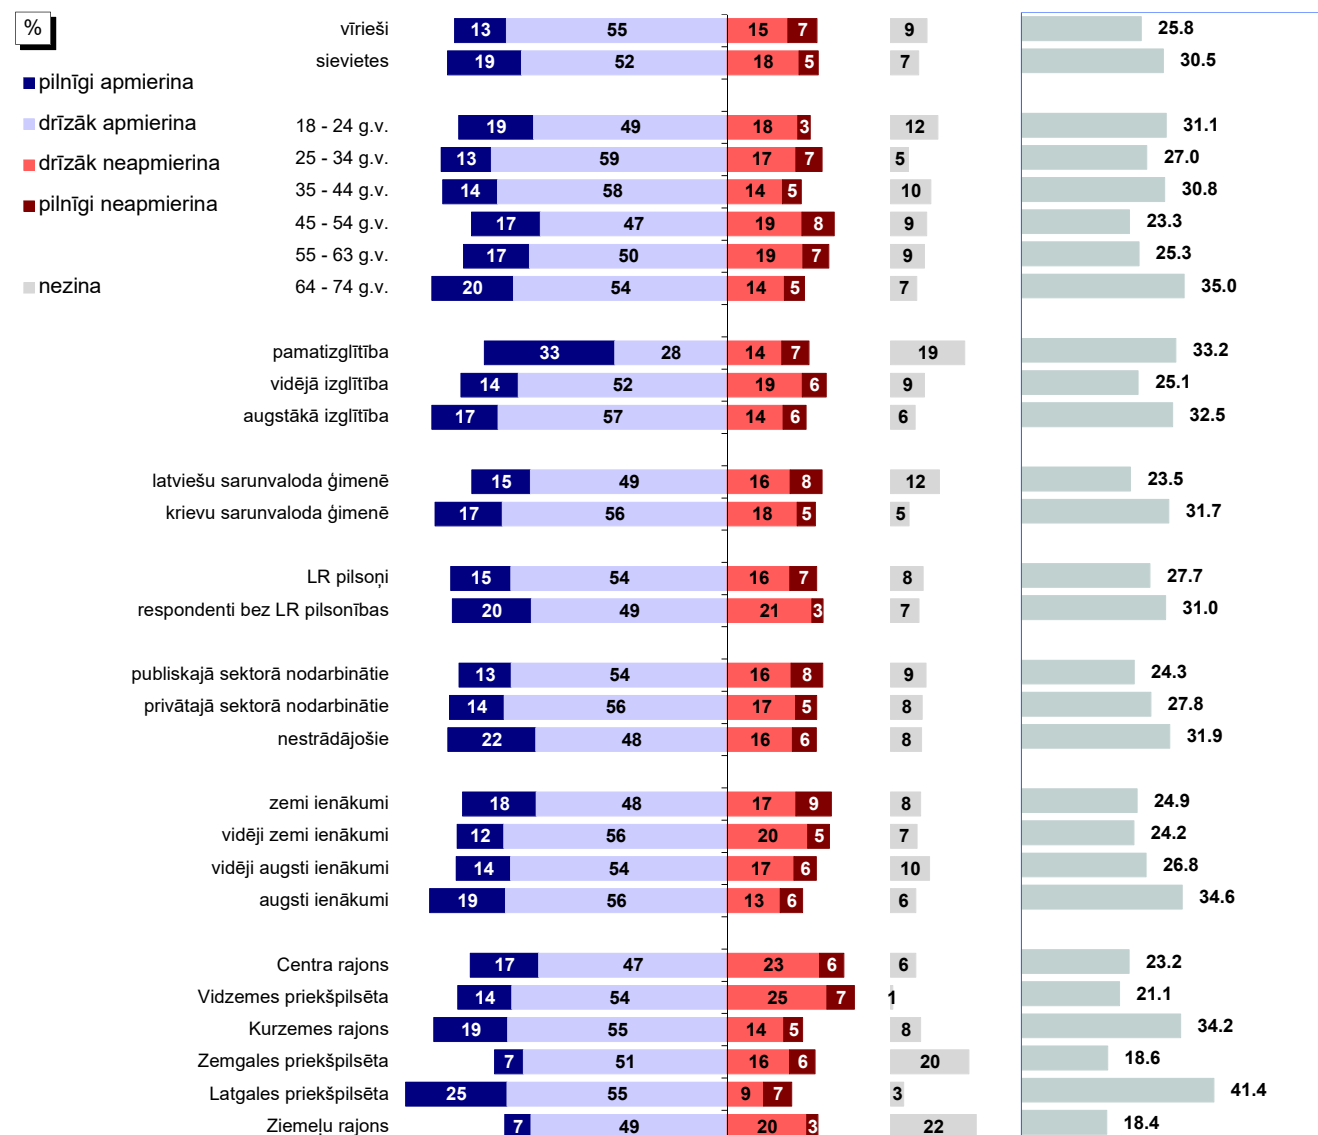 %
pilnīgi apmierina
drīzāk apmierina
drīzāk neapmierina
pilnīgi neapmierina
nezina
vīrieši 13 55 15 7 9 25.8
sievietes 19 52 18 5 7 30.5
18 - 24 g.v. 19 49 18 3 12 31.1
25 - 34 g.v. 13 59 17 7 5 27.0
35 - 44 g.v. 14 58 14 5 10 30.8
45 - 54 g.v. 17 47 19 8 9 23.3
55 - 63 g.v. 17 50 19 7 9 25.3
64 - 74 g.v. 20 54 14 5 7 35.0
pamatizglītība 33 28 14 7 19 33.2
vidējā izglītība 14 52 19 6 9 25.1
augstākā izglītība 17 57 14 6 6 32.5
latviešu sarunvaloda ģimenē 15 49 16 8 12 23.5
krievu sarunvaloda ģimenē 17 56 18 5 5 31.7
LR pilsoņi 15 54 16 7 8 27.7
respondenti bez LR pilsonības 20 49 21 3 7 31.0
publiskajā sektorā nodarbinātie 13 54 16 8 9 24.3
privātajā sektorā nodarbinātie 14 56 17 5 8 27.8
nestrādājošie 22 48 16 6 8 31.9
zemi ienākumi 18 48 17 9 8 24.9
vidēji zemi ienākumi 12 56 20 5 7 24.2
vidēji augsti ienākumi 14 54 17 6 10 26.8
augsti ienākumi 19 56 13 6 6 34.6
Centra rajons 17 47 23 6 6 23.2
Vidzemes priekšpilsēta 14 54 25 7 1 21.1
Kurzemes rajons 19 55 14 5 8 34.2
Zemgales priekšpilsēta 7 51 16 6 20 18.6
Latgales priekšpilsēta 25 55 9 7 3 41.4
Ziemeļu rajons 7 49 20 3 22 18.4